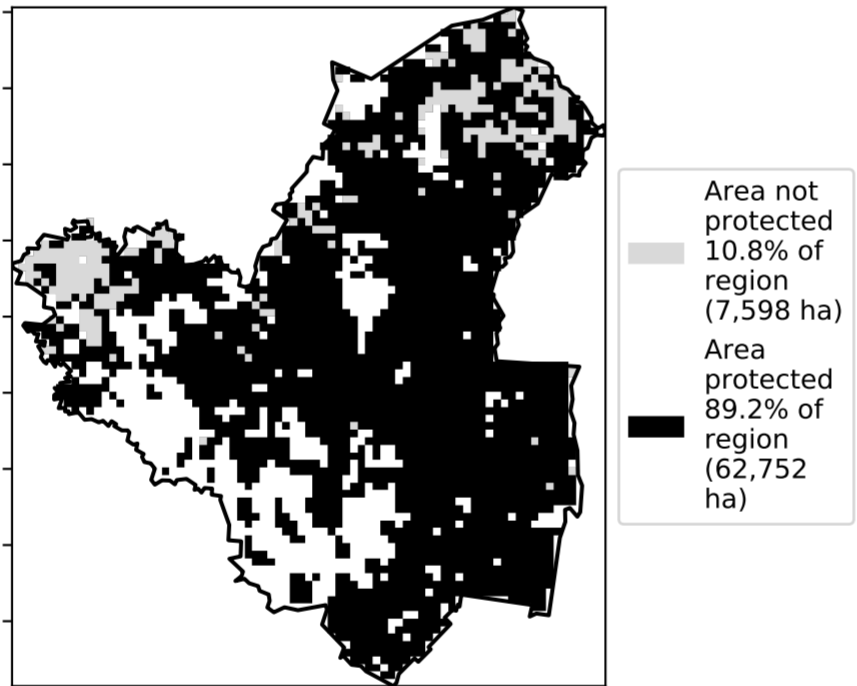 Area not
protected
10.8% of
region
(7,598 ha)
Area
protected
89.2% of
region
(62,752
ha)